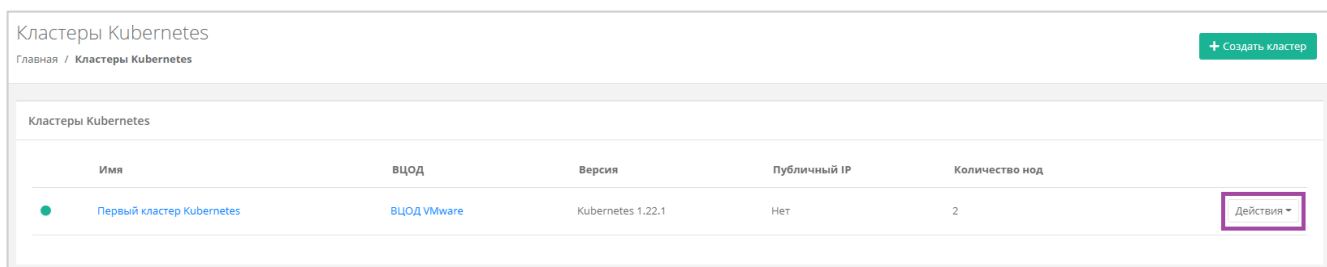 Кластеры Kubernetes
+ Создать кластер
Главная / Кластеры Kubernetes
Кластеры Kubernetes
Имя ВЦОД Версия Публичный IP Количество нод
Первый кластер Kubernetes ВЦОД VMware Kubernetes 1.22.1 Нет 2 Действия